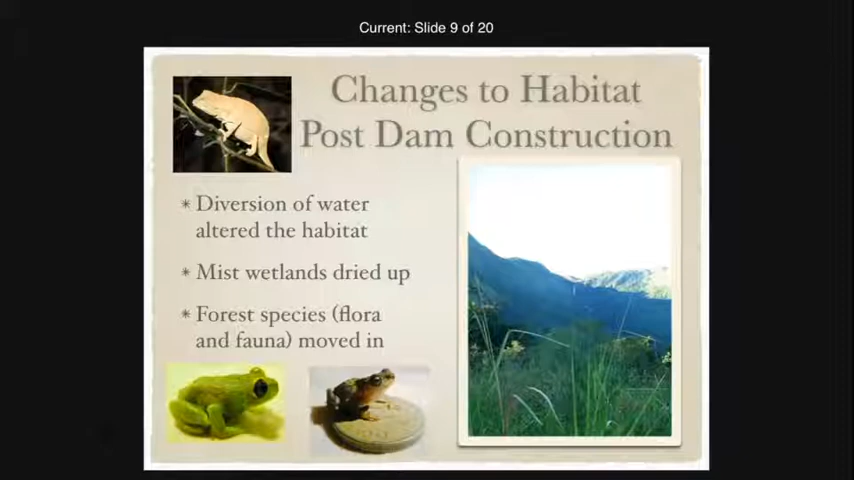 Current: Slide 9 of 20
Changes to Habitat
Post Dam Construction
* Diversion of water
altered the habitat
* Mist wetlands dried up
* Forest species (flora
and fauna) moved in